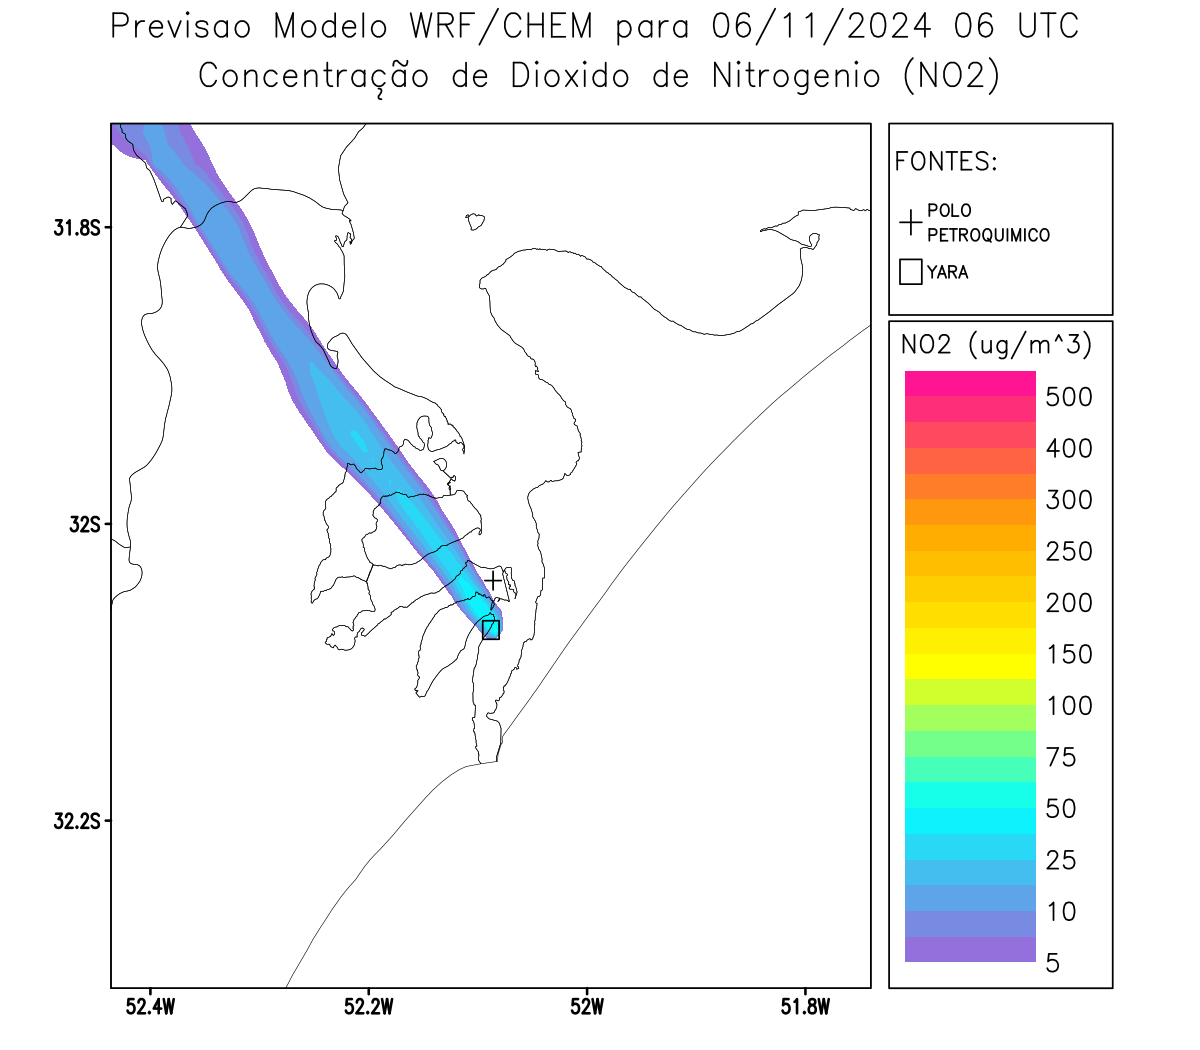 Previsao Modelo WRF/CHEM para 06/11/2024 06 UTC
Concentração de Dioxido de Nitrogenio (NO2)
FONTES:
POLO
PETROQUIMICO
YARA
NO2 (ug/m^3)
500
400
300
250
200
150
100
75
50
25
10
5
31.8S
32S
32.2S
52.4W
52.2W
52W
51.8W